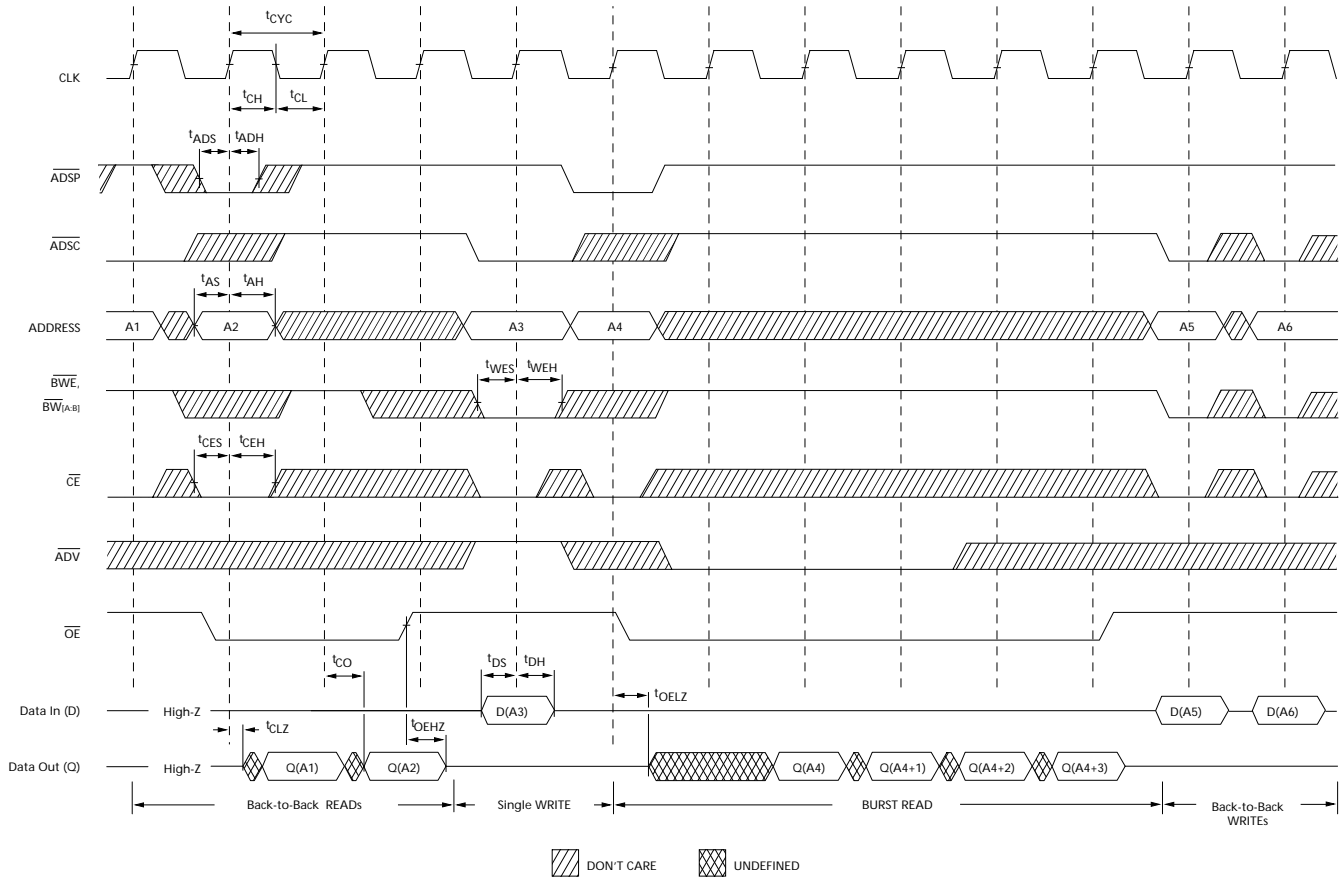 tCYC
CLK
tCH tCL
tADS tADH
ADSP
ADSC
tAS tAH
ADDRESS A1 A2 A3 A4 A5 A6
tWES tWEH
BWE,
BW[A:B]
tCES tCEH
CE
ADV
OE
tCO tDS tDH
tOELZ
Data In (D) High-Z D(A3) D(A5) D(A6)
tCLZ tOEHZ
Data Out (Q) High-Z Q(A1) Q(A2) Q(A4) Q(A4+1) Q(A4+2) Q(A4+3)
Back-to-Back READs Single WRITE BURST READ Back-to-Back
WRITEs
DON'T CARE UNDEFINED